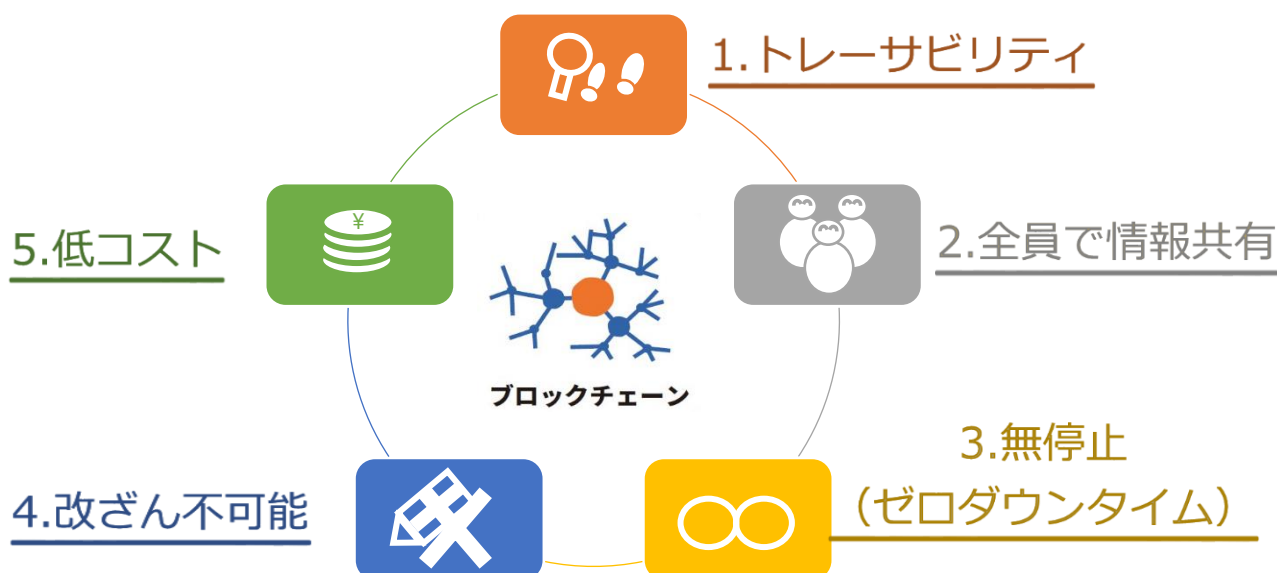 1.トレーサビリティ
¥
5.低コスト
2.全員で情報共有
ブロックチェーン
3.無停止
（ゼロダウンタイム）
4.改ざん不可能